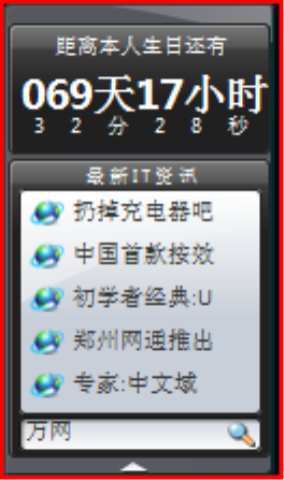 距离本人生日还有
069天17小时
32分28秒
最新IT资讯
扔掉充电器吧
中国首款按效
初学者经典:U
郑州网通推出
专家:中文域
万网